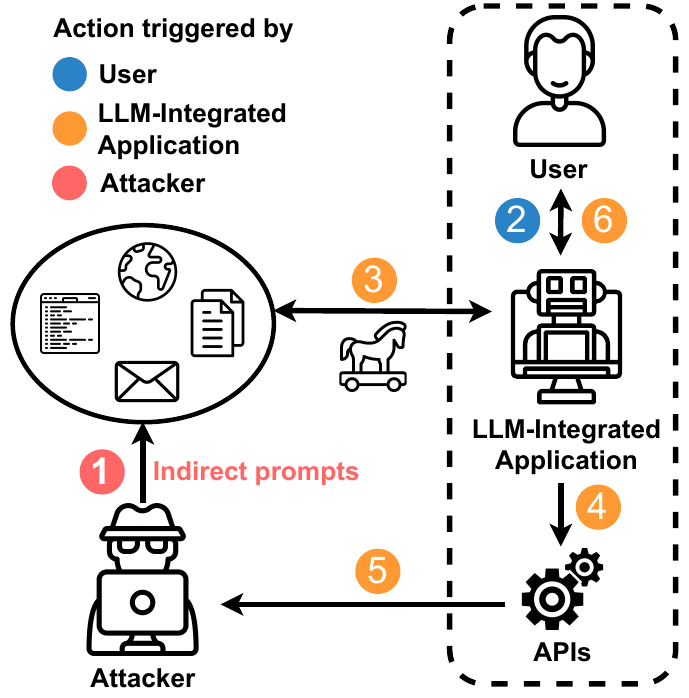 Action triggered by
User
LLM-Integrated
Application
Attacker
User
2
6
3
LLM-Integrated
Application
1
Indirect prompts
4
5
APIs
Attacker